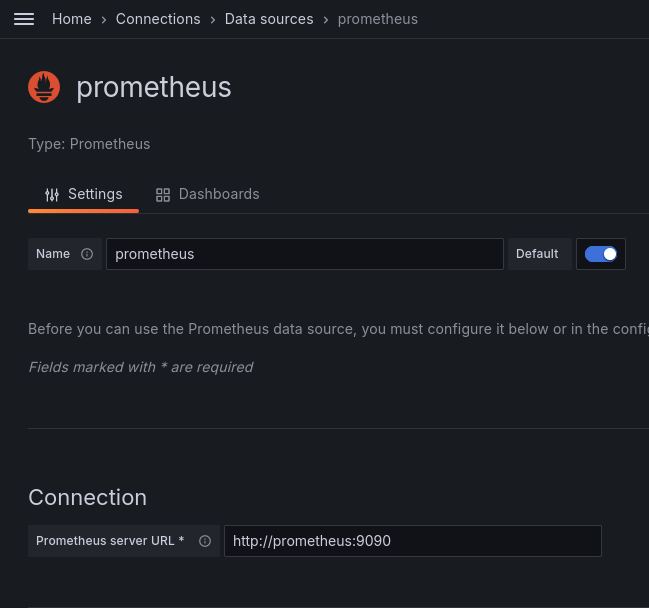 Home › Connections › Data sources › prometheus
prometheus
Type: Prometheus
Settings Dashboards
Name prometheus Default
Before you can use the Prometheus data source, you must configure it below or in the
Fields marked with * are required
Connection
Prometheus server URL * http://prometheus:9090